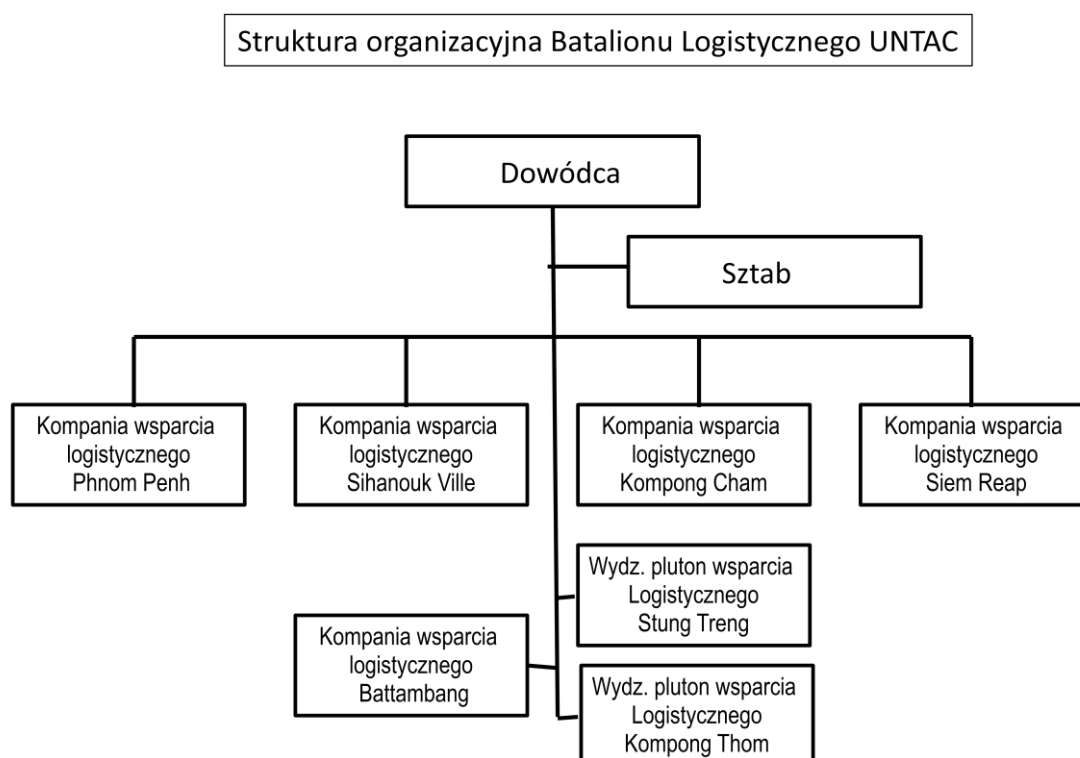 Struktura organizacyjna Batalionu Logistycznego UNTAC
Dowódca
Sztab
Kompania wsparcia
logistycznego
Phnom Penh
Kompania wsparcia
logistycznego
Sihanouk Ville
Kompania wsparcia
logistycznego
Kompong Cham
Kompania wsparcia
logistycznego
Siem Reap
Wydz. pluton wsparcia
Logistycznego
Stung Treng
Kompania wsparcia
logistycznego
Battambang
Wydz. pluton wsparcia
Logistycznego
Kompong Thom